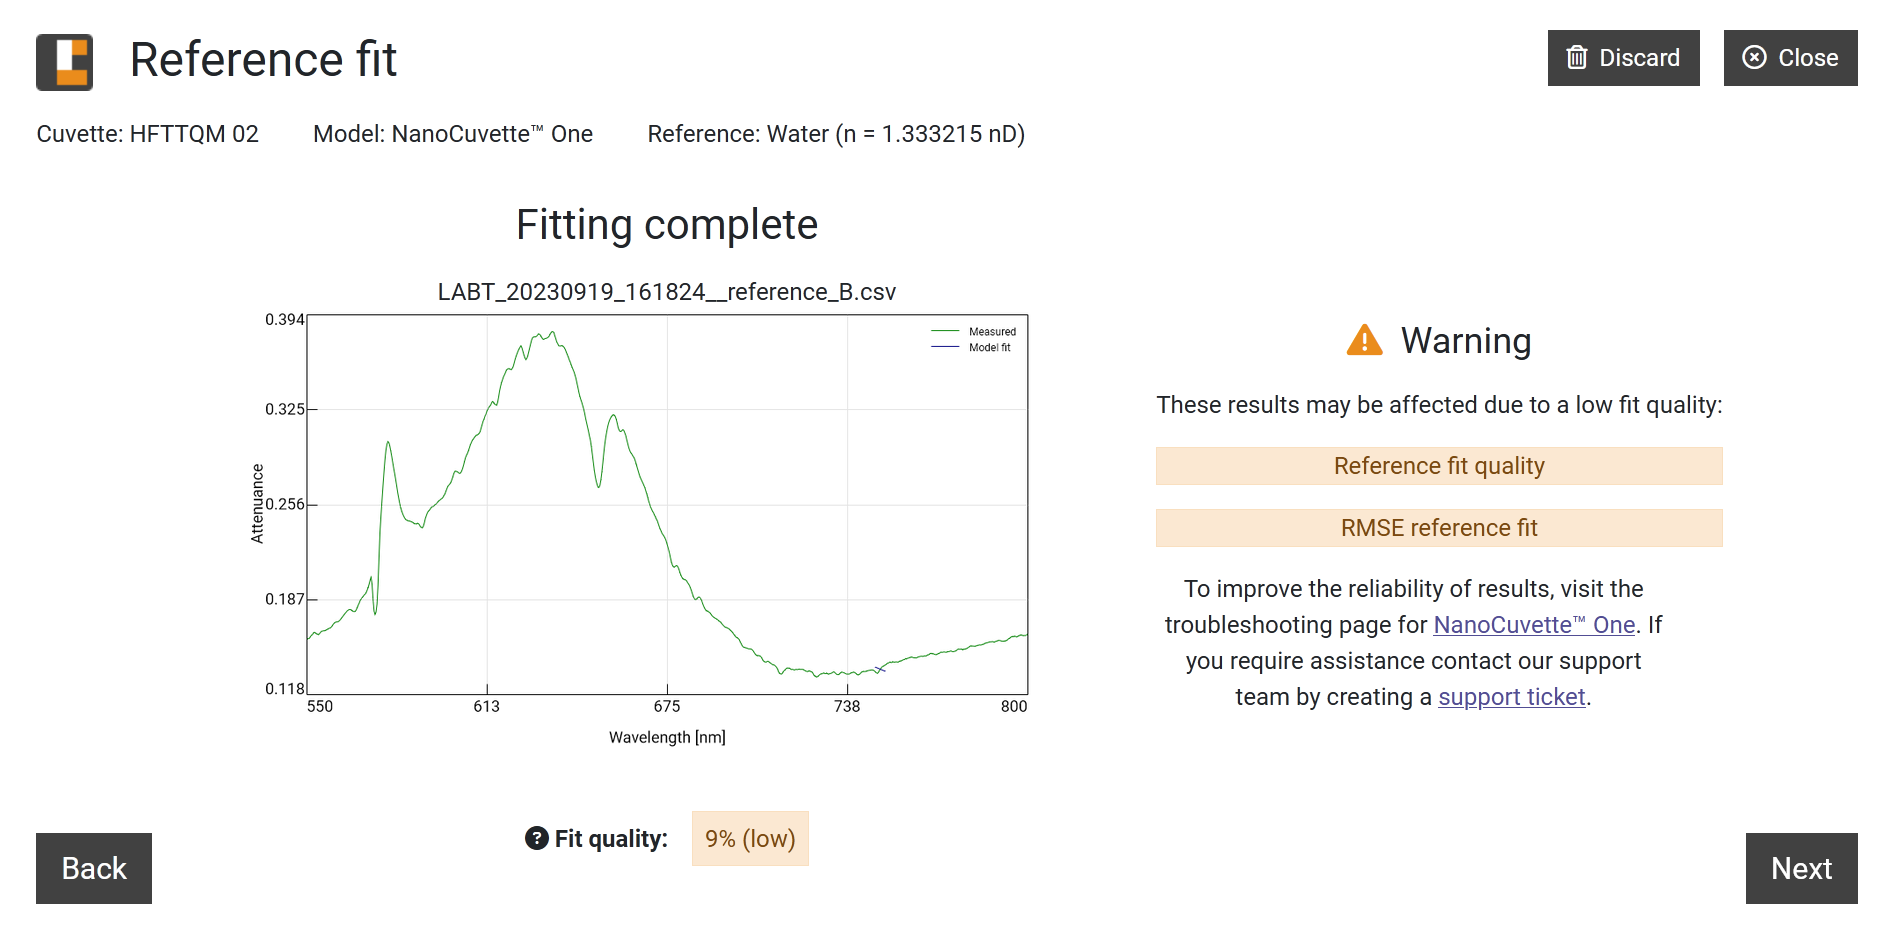 Reference fit
Discard
Close
Cuvette: HFTTQM 02
Model: NanoCuvette™ One
Reference: Water (n = 1.333215 nD)
Fitting complete
LABT_20230919_161824__reference_B.csv
0.394
0.325
0.256
0.187
0.118
Attenuance
Measured
Model fit
550
613
675
738
800
Wavelength [nm]
Warning
These results may be affected due to a low fit quality:
Reference fit quality
RMSE reference fit
To improve the reliability of results, visit the
troubleshooting page for NanoCuvette™ One. If
you require assistance contact our support
team by creating a support ticket.
? Fit quality:
9% (low)
Back
Next